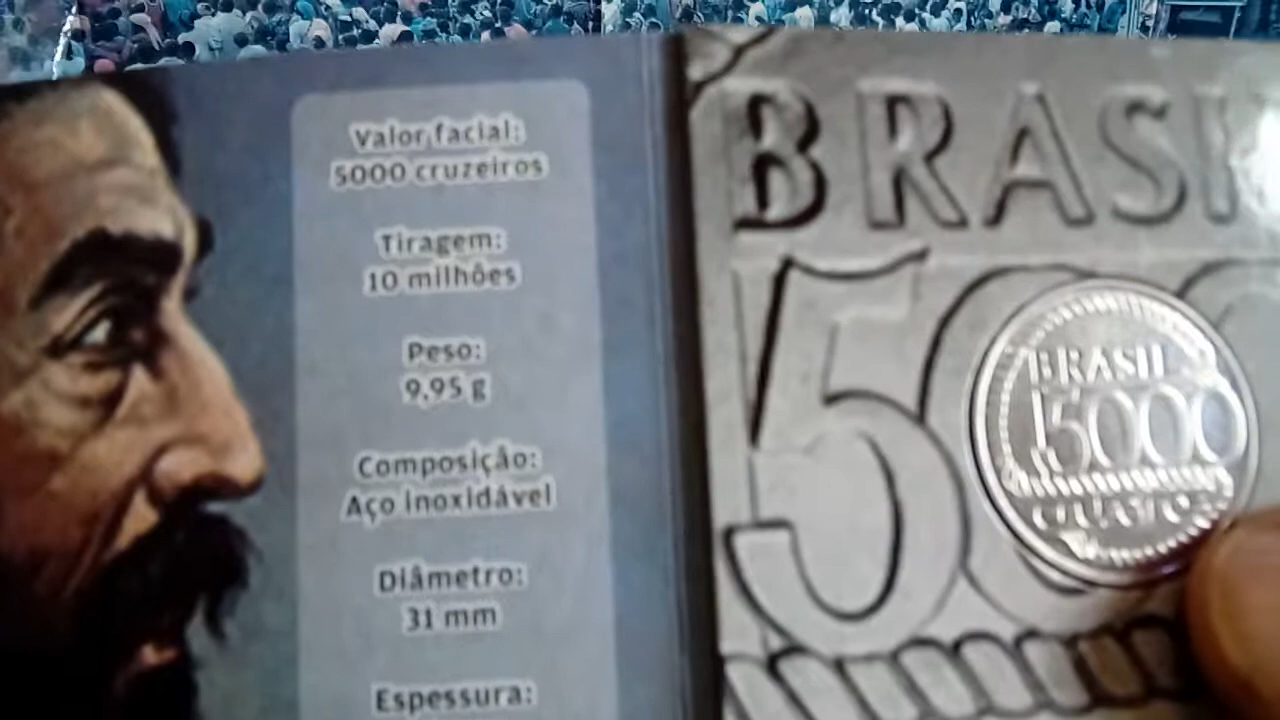 Valor facial:
5000 cruzeiros
Tiragem:
10 milhões
Peso:
9,95 g
Composição:
Aço inoxidável
Diâmetro:
31 mm
Espessura:
BRASI
50
BRASIL
5000